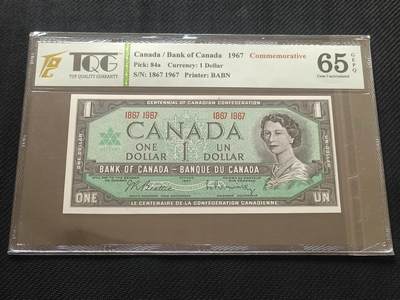 TQG
TOP QUALITY GUARANTY
Canada / Bank of Canada 1967 Commemorative
Pick: 84a Currency: 1 Dollar
S/N: 1867 1967 Printer: BABN
65 GEPQ
Gem Uncirculated
CENTENNIAL OF CANADIAN CONFEDERATION
1 1867 1967 1867 1967
CANADA
ONE DOLLAR 1 UN DOLLAR
BANK OF CANADA - BANQUE DU CANADA
ONE LE CENTENAIRE DE LA CONFÉDÉRATION CANADIENNE UN